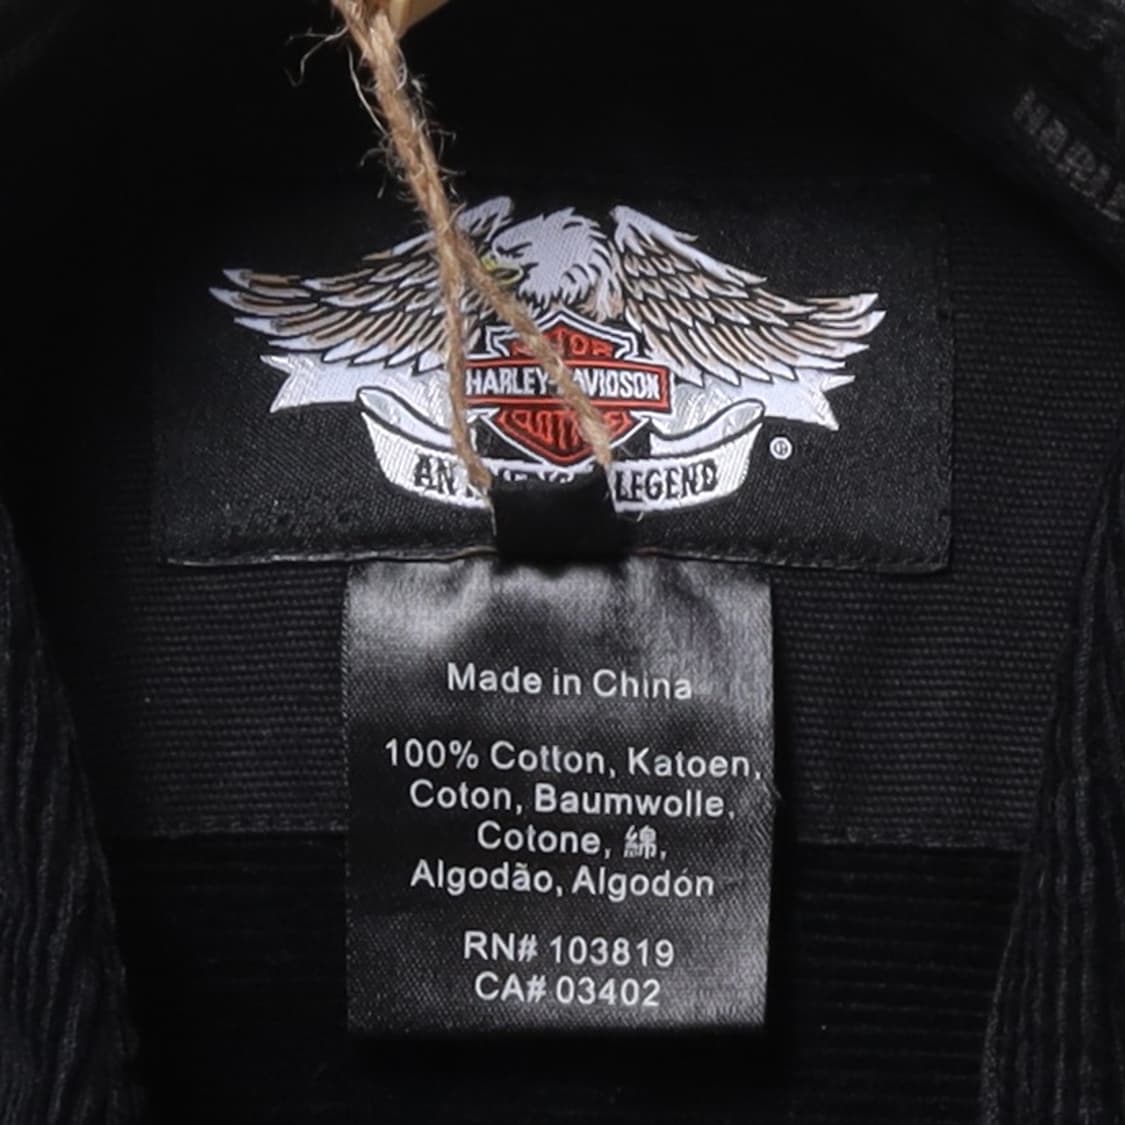 HARLEY-DAVIDSON
AN LEGEND
Made in China
100% Cotton, Katoen,
Coton, Baumwolle,
Cotone, 綿,
Algodão, Algodón
RN# 103819
CA# 03402